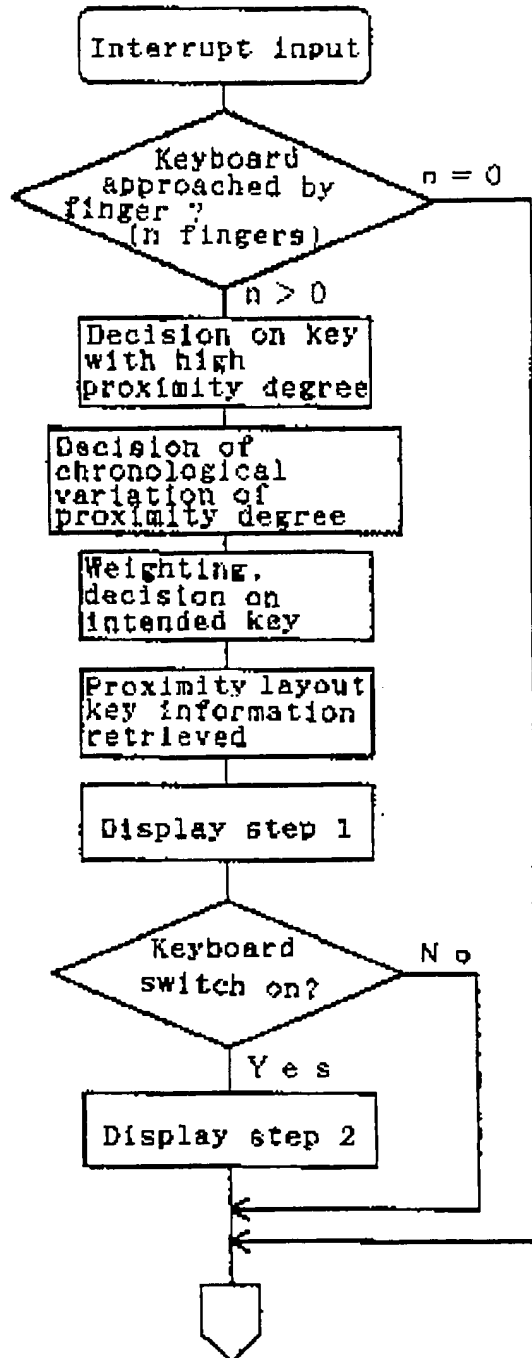 Interrupt input
Keyboard
approached by
finger ?
(n fingers)
n = 0
n > 0
Decision on key
with high
proximity degree
Decision of
chronological
variation of
proximity degree
Weighting,
decision on
intended key
Proximity layout
key information
retrieved
Display step 1
Keyboard
switch on?
No
Yes
Display step 2